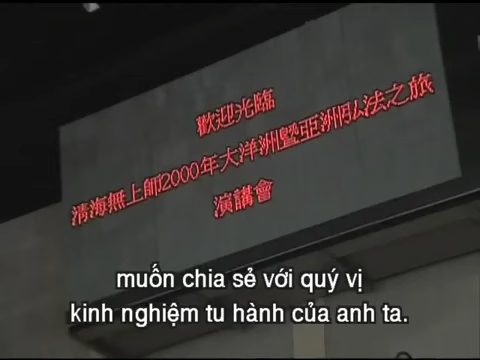 歡迎光臨
清海無上師2000年大洋洲暨亞洲弘法之旅
演講會
muốn chia sẻ với quý vị
kinh nghiệm tu hành của anh ta.